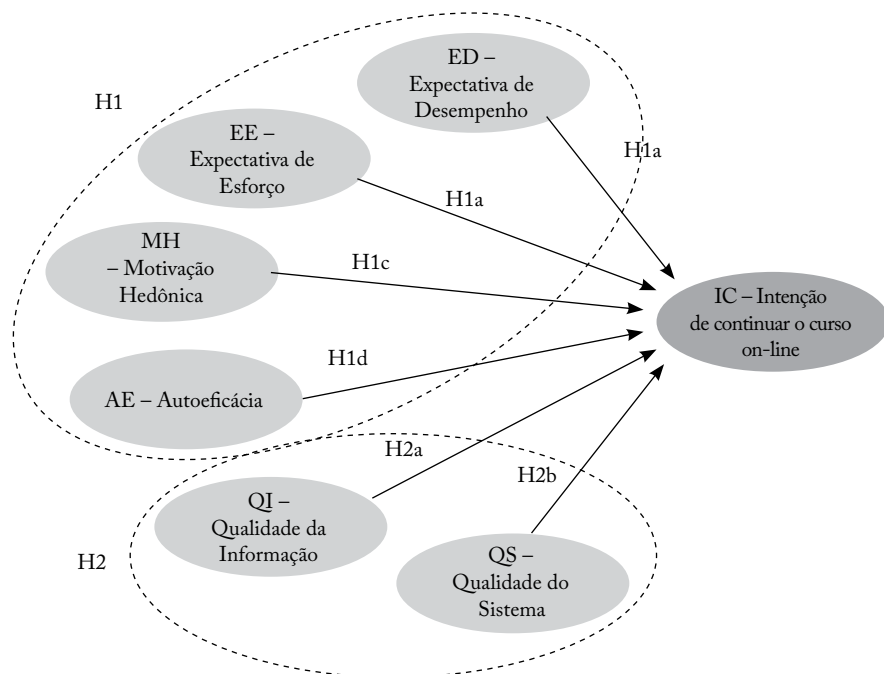 ED –
Expectativa de
Desempenho
H1
EE –
Expectativa de
Esforço
H1a
H1a
MH
– Motivação
Hedônica
H1c
IC – Intenção
de continuar o curso
on-line
H1d
AE – Autoeficácia
H2a
H2b
QI –
Qualidade da
Informação
H2
QS –
Qualidade do
Sistema